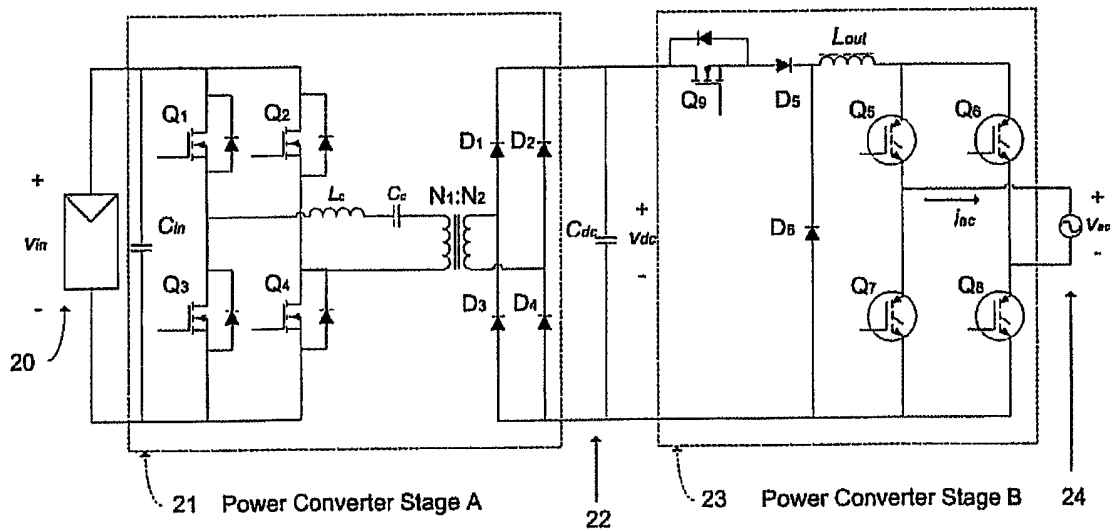 Lout
Q1
Q2
Q9
D5
Q5
Q6
D1
D2
+
vin
-
Cin
Lc
Cc
N1:N2
Cdc
+
vdc
-
D6
iac
+
vac
-
Q3
Q4
D3
D4
Q7
Q8
20
21 Power Converter Stage A
22
23 Power Converter Stage B
24